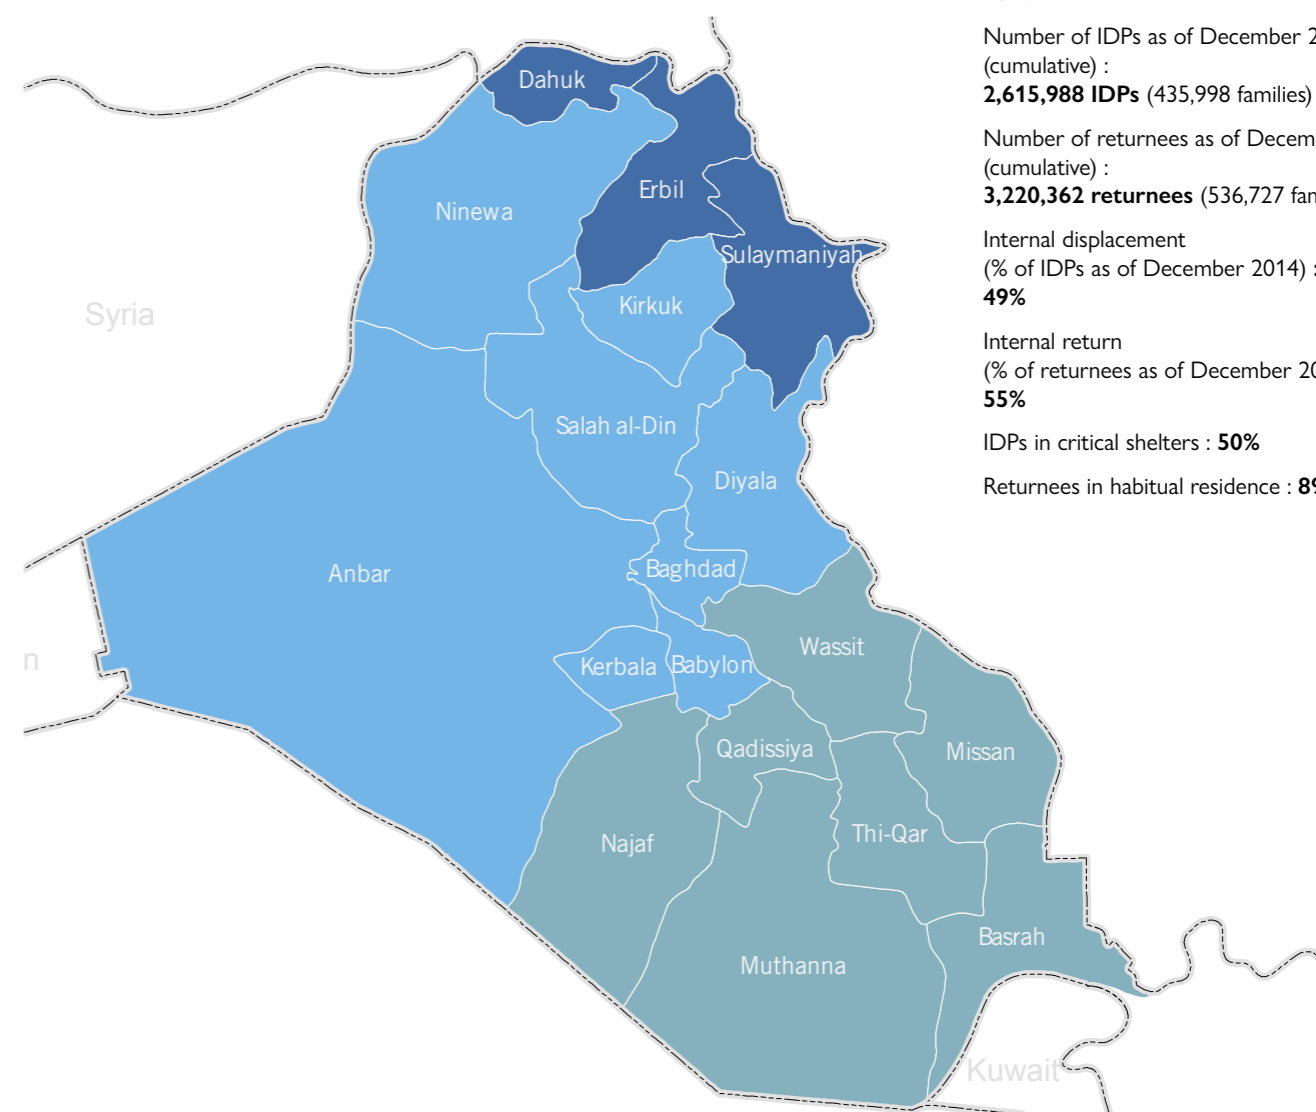 Number of IDPs as of December 2
(cumulative) :
2,615,988 IDPs (435,998 families)
Number of returnees as of Decem
(cumulative) :
3,220,362 returnees (536,727 fam
Internal displacement
(% of IDPs as of December 2014) :
49%
Internal return
(% of returnees as of December 20
55%
IDPs in critical shelters : 50%
Returnees in habitual residence : 89
Dahuk
Erbil
Ninewa
Sulaymaniyah
Kirkuk
Syria
Salah al-Din
Diyala
Baghdad
Anbar
Wassit
n
Kerbala
Babylon
Qadissiya
Missan
Thi-Qar
Najaf
Basrah
Muthanna
Kuwait